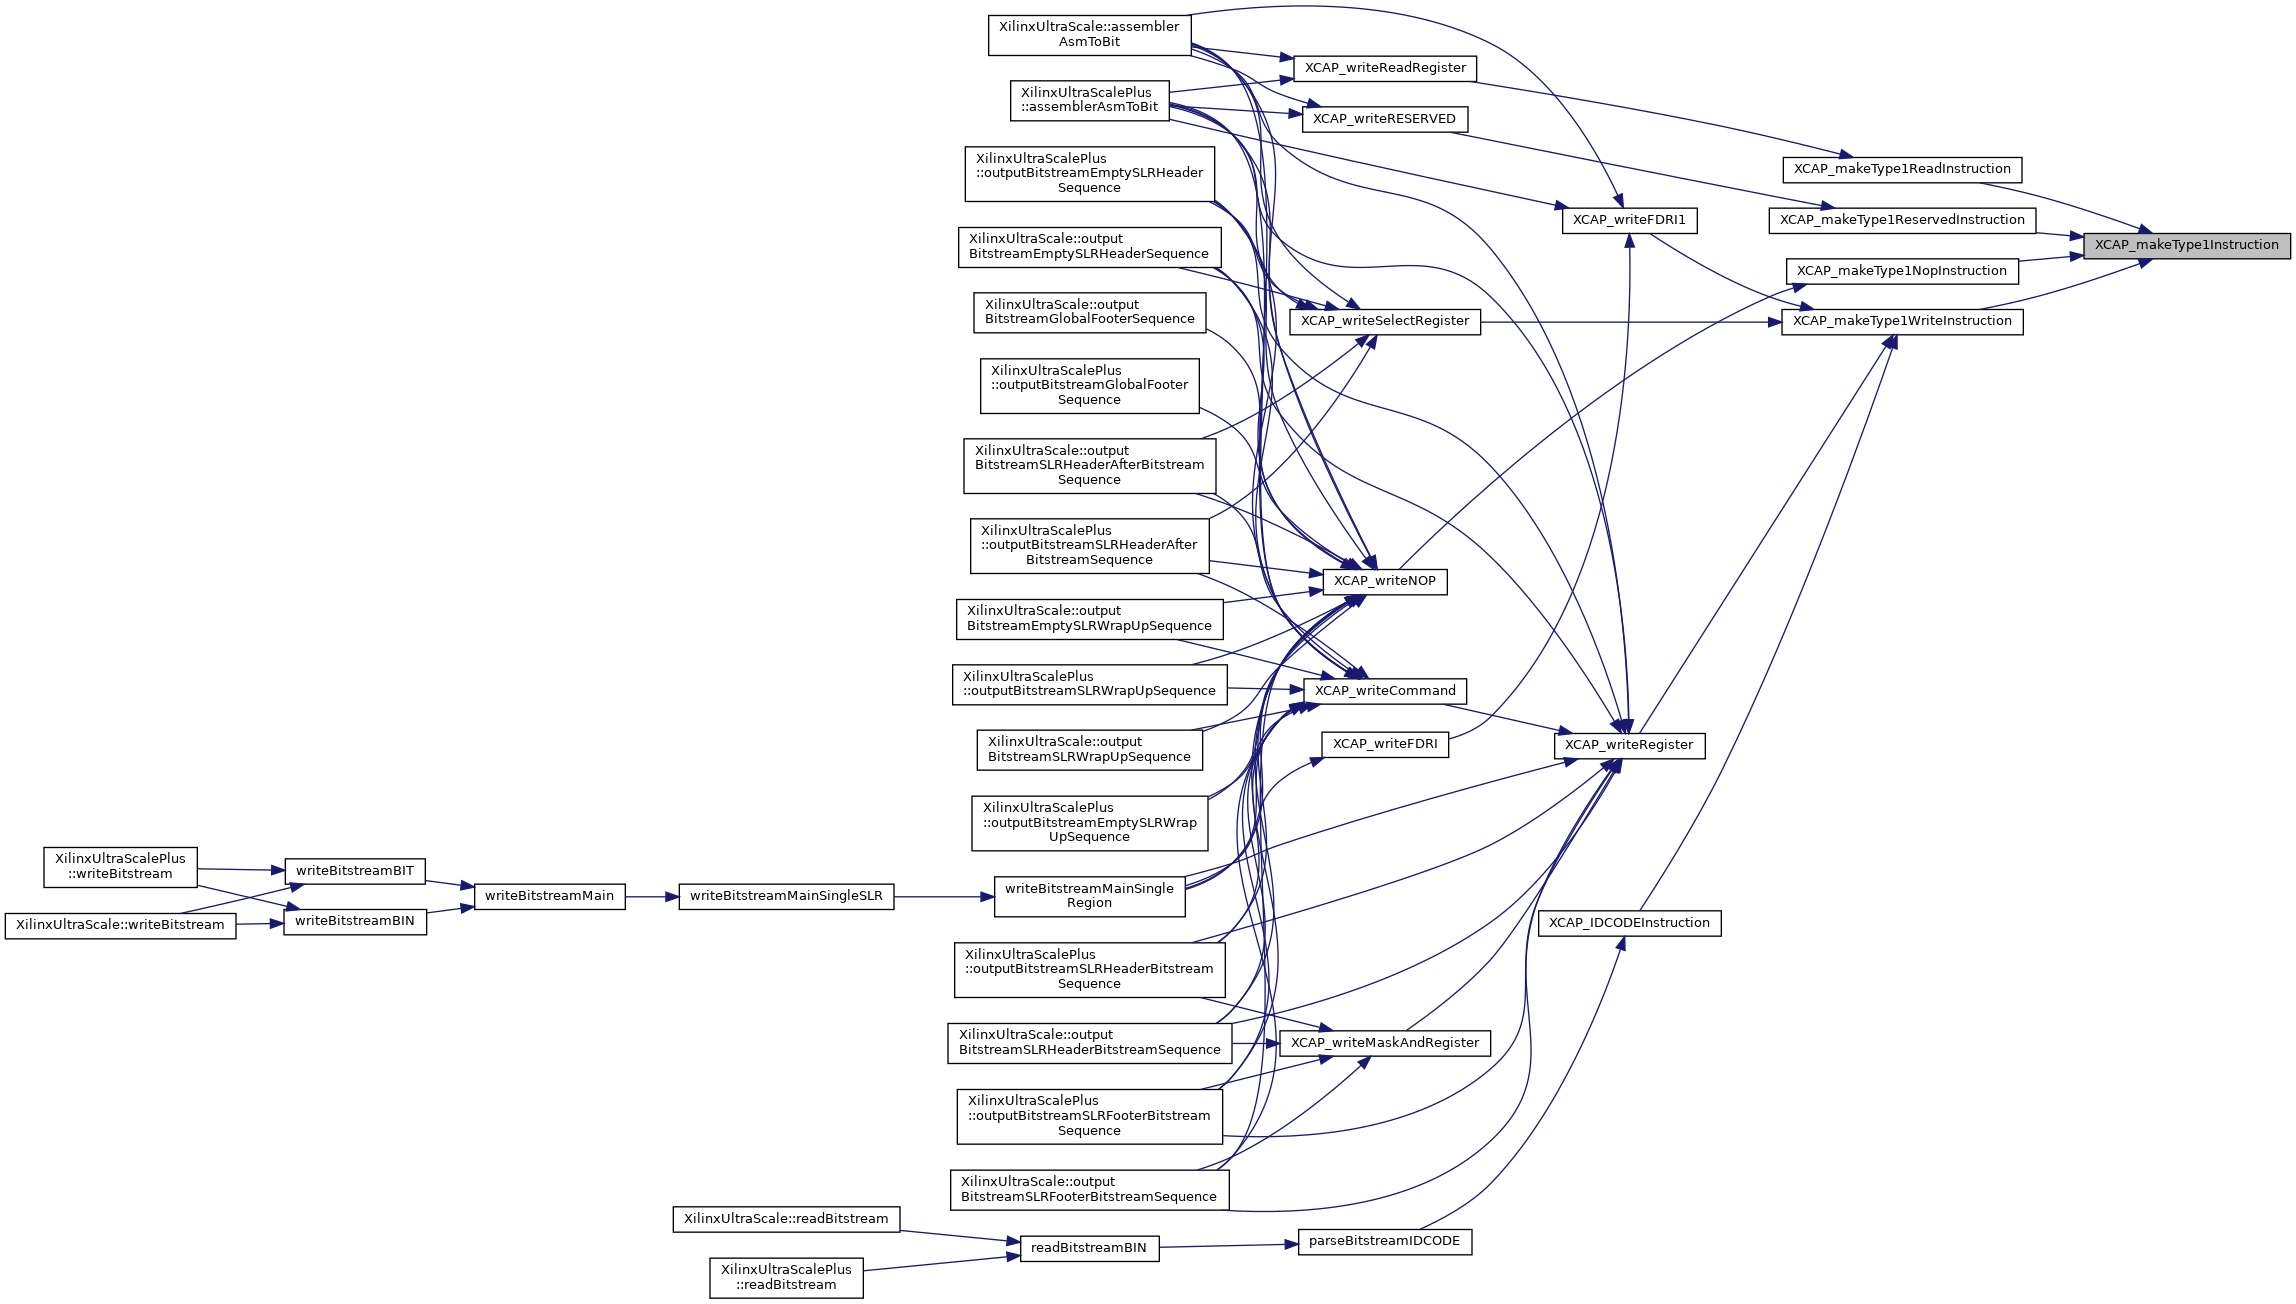 XilinxUltraScale::assembler
AsmToBit
XCAP_writeReadRegister
XilinxUltraScalePlus
::assemblerAsmToBit
XCAP_writeRESERVED
XilinxUltraScalePlus
::outputBitstreamEmptySLRHeader
Sequence
XCAP_makeType1ReadInstruction
XCAP_writeFDRI1
XCAP_makeType1ReservedInstruction
XilinxUltraScale::output
BitstreamEmptySLRHeaderSequence
XCAP_makeType1Instruction
XCAP_makeType1NopInstruction
XilinxUltraScale::output
BitstreamGlobalFooterSequence
XCAP_writeSelectRegister
XCAP_makeType1WriteInstruction
XilinxUltraScalePlus
::outputBitstreamGlobalFooter
Sequence
XilinxUltraScale::output
BitstreamSLRHeaderAfterBitstream
Sequence
XilinxUltraScalePlus
::outputBitstreamSLRHeaderAfter
BitstreamSequence
XCAP_writeNOP
XilinxUltraScale::output
BitstreamEmptySLRWrapUpSequence
XilinxUltraScalePlus
::outputBitstreamSLRWrapUpSequence
XCAP_writeCommand
XilinxUltraScale::output
BitstreamSLRWrapUpSequence
XCAP_writeFDRI
XCAP_writeRegister
XilinxUltraScalePlus
::outputBitstreamEmptySLRWrap
UpSequence
XilinxUltraScalePlus
::writeBitstream
writeBitstreamBIT
writeBitstreamMain
writeBitstreamMainSingleSLR
writeBitstreamMainSingle
Region
XilinxUltraScale::writeBitstream
writeBitstreamBIN
XCAP_IDCODEInstruction
XilinxUltraScalePlus
::outputBitstreamSLRHeaderBitstream
Sequence
XilinxUltraScale::output
BitstreamSLRHeaderBitstreamSequence
XCAP_writeMaskAndRegister
XilinxUltraScalePlus
::outputBitstreamSLRFooterBitstream
Sequence
XilinxUltraScale::output
BitstreamSLRFooterBitstreamSequence
XilinxUltraScale::readBitstream
readBitstreamBIN
parseBitstreamIDCODE
XilinxUltraScalePlus
::readBitstream